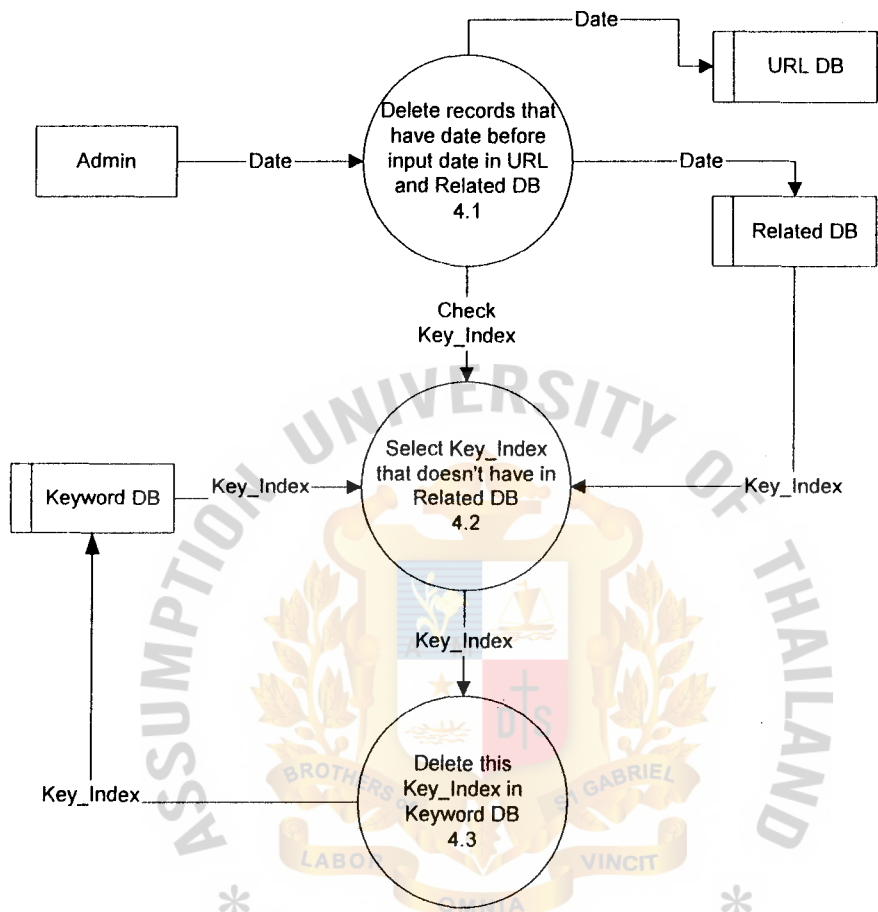 Date
URL DB
Delete records that
have date before
input date in URL
and Related DB
4.1
Admin
Date
Date
Related DB
Check
Key_Index
Select Key_Index
that doesn't have in
Related DB
4.2
Keyword DB
Key_Index
Key_Index
Key_Index
Delete this
Key_Index in
Keyword DB
4.3
Key_Index
ASSUMPTION UNIVERSITY OF THAILAND
DS
BROTHERS OF
ST GABRIEL
LABOR
OMNIA
VINCIT
* *